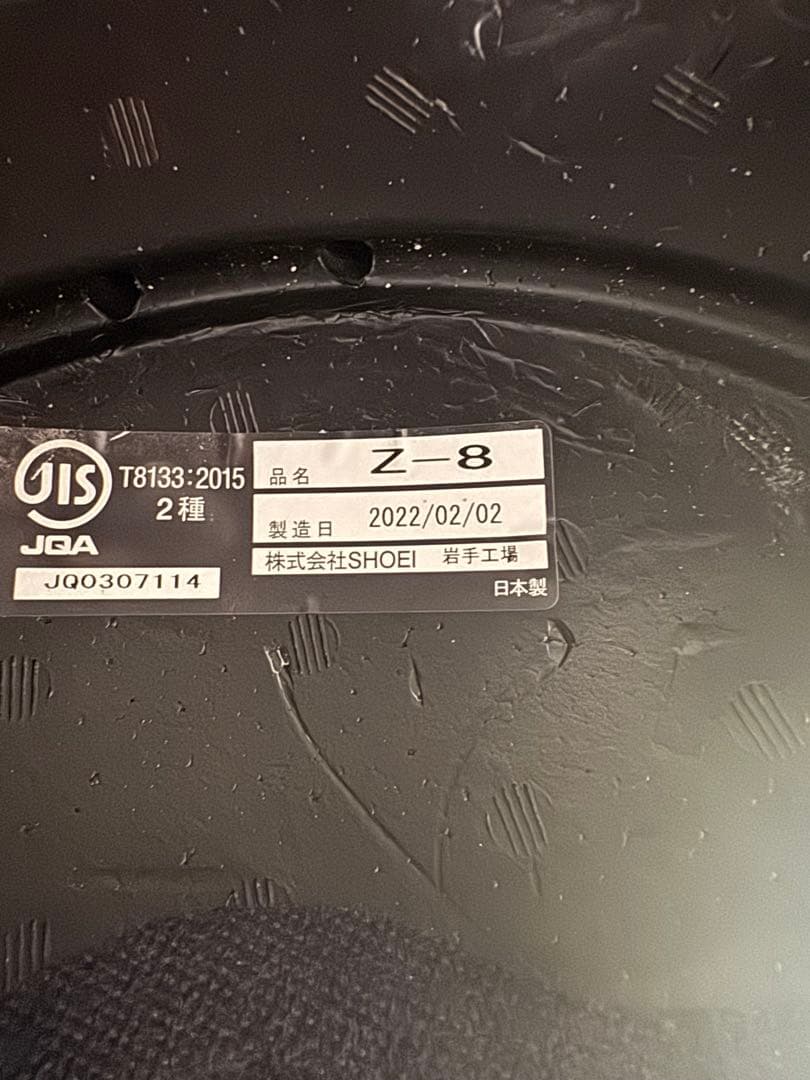 JIS
T8133:2015
2種
JQA
JQ0307114
品名 Z-8
製造日 2022/02/02
株式会社SHOEI 岩手工場
日本製